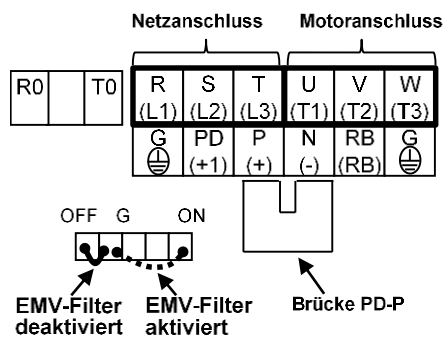 Netzanschluss Motoranschluss
R0 T0 R S T U V W
(L1) (L2) (L3) (T1) (T2) (T3)
G PD P N RB G
(+1) (+) (-) (RB)
OFF G ON
EMV-Filter deaktiviert
EMV-Filter aktiviert
Brücke PD-P